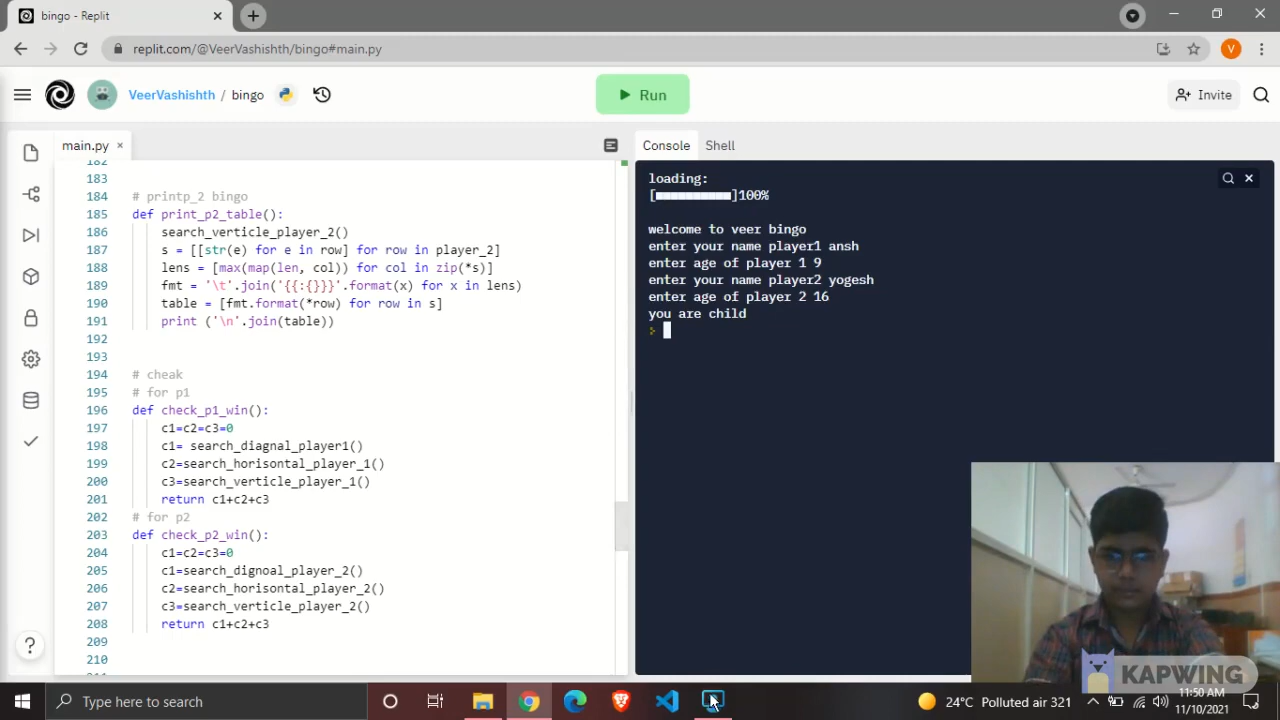 bingo - Replit
replit.com/@VeerVashishth/bingo#main.py
V
VeerVashishth / bingo
Run
Invite
main.py
Console
Shell
182
183
184 # printp_2 bingo
185 def print_p2_table():
186 search_verticle_player_2()
187 s = [[str(e) for e in row] for row in player_2]
188 lens = [max(map(len, col)) for col in zip(*s)]
189 fmt = '\t'.join('{{:{}}}'.format(x) for x in lens)
190 table = [fmt.format(*row) for row in s]
191 print ('\n'.join(table))
192
193
194 # cheak
195 # for p1
196 def check_p1_win():
197 c1=c2=c3=0
198 c1= search_diagnal_player1()
199 c2=search_horisontal_player_1()
200 c3=search_verticle_player_1()
201 return c1+c2+c3
202 # for p2
203 def check_p2_win():
204 c1=c2=c3=0
205 c1=search_dignoal_player_2()
206 c2=search_horisontal_player_2()
207 c3=search_verticle_player_2()
208 return c1+c2+c3
209
210
loading:
[■■■■■■■■■■]100%
welcome to veer bingo
enter your name player1 ansh
enter age of player 1 9
enter your name player2 yogesh
enter age of player 2 16
you are child
>
KAPWING
Type here to search
24°C Polluted air 321
11:50 AM
11/10/2021